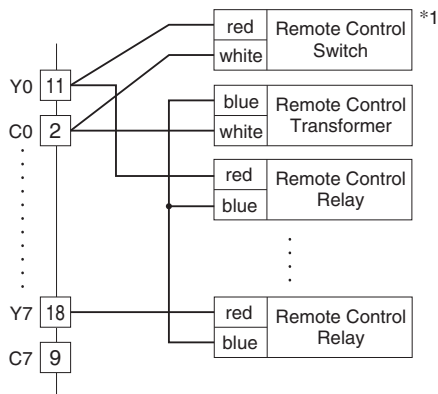 red
white
Remote Control
Switch
*1
Y0 11
C0 2
blue
white
Remote Control
Transformer
red
blue
Remote Control
Relay
Y7 18
C7 9
red
blue
Remote Control
Relay